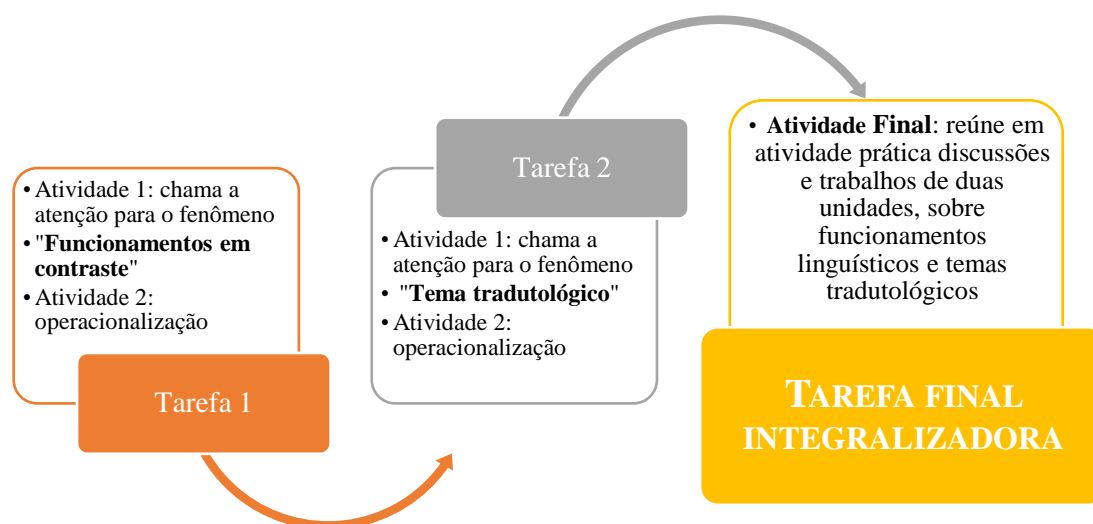 • Atividade 1: chama a
atenção para o fenômeno
• "Funcionamentos em
contraste"
• Atividade 2:
operacionalização
Tarefa 1
Tarefa 2
• Atividade 1: chama a
atenção para o fenômeno
• "Tema tradutológico"
• Atividade 2:
operacionalização
• Atividade Final: reúne em
atividade prática discussões
e trabalhos de duas
unidades, sobre
funcionamentos
linguísticos e temas
tradutológicos
TAREFA FINAL
INTEGRALIZADORA